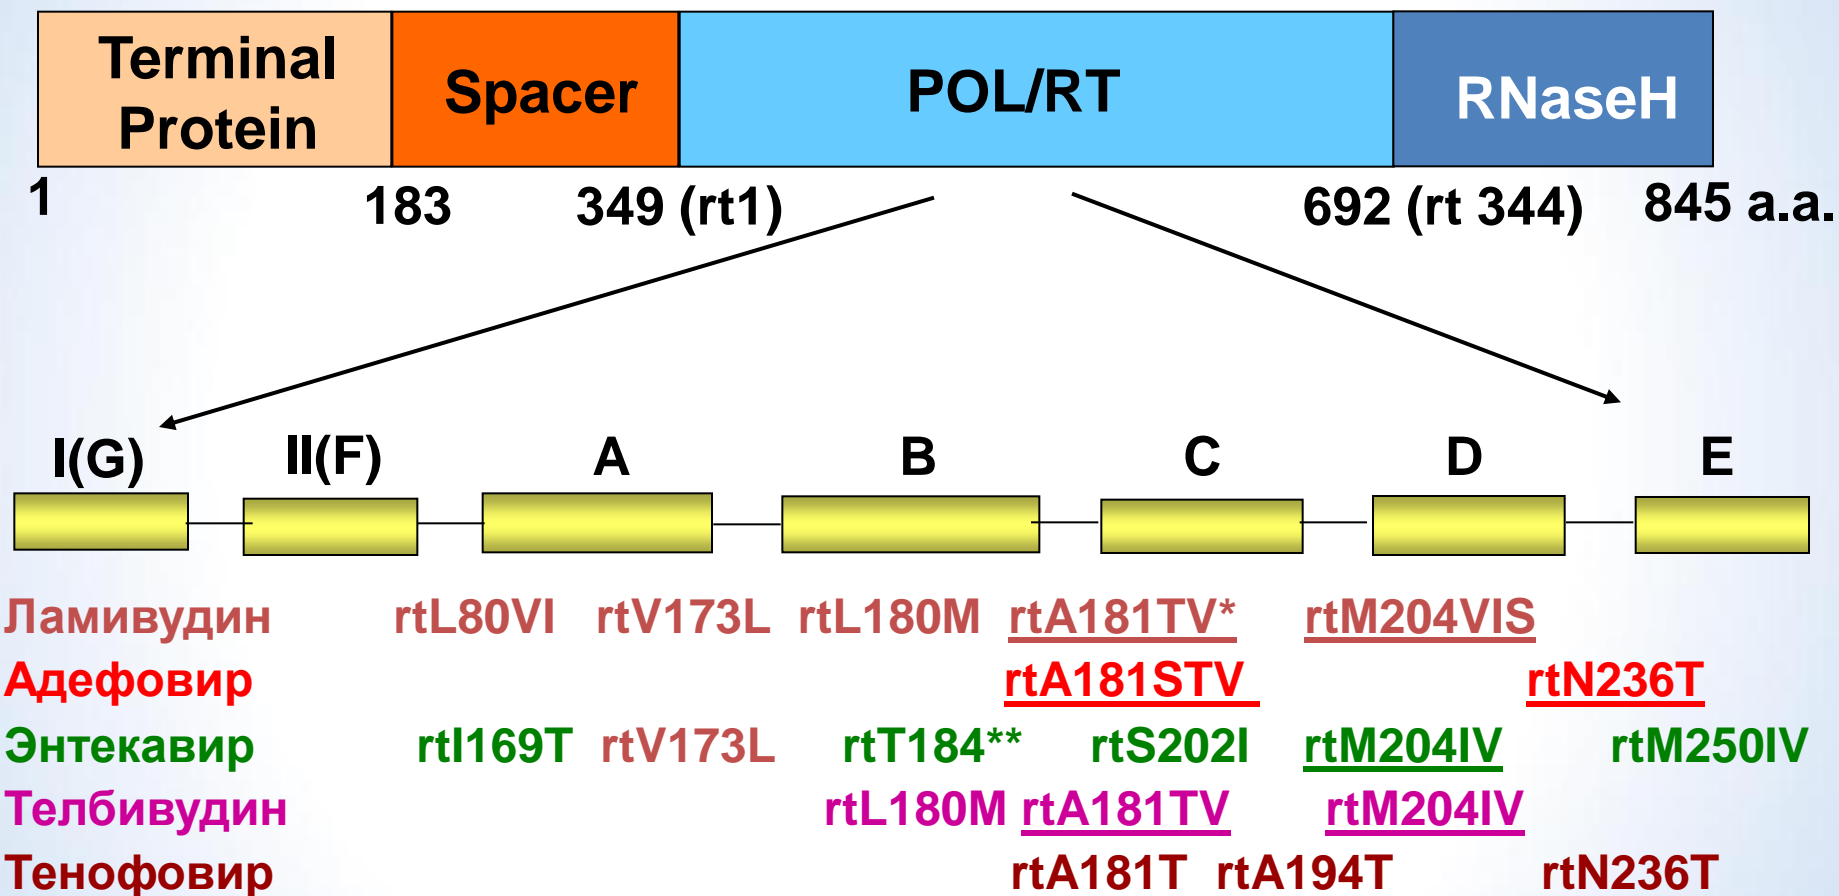 Terminal Protein Spacer POL/RT RNaseH
1 183 349 (rt1) 692 (rt 344) 845 a.a.
I(G) II(F) A B C D E
Ламивудин rtL80VI rtV173L rtL180M rtA181TV* rtM204VIS
Адефовир rtA181STV rtN236T
Энтекавир rtI169T rtV173L rtT184** rtS202I rtM204IV rtM250IV
Телбивудин rtL180M rtA181TV rtM204IV
Тенофовир rtA181T rtA194T rtN236T